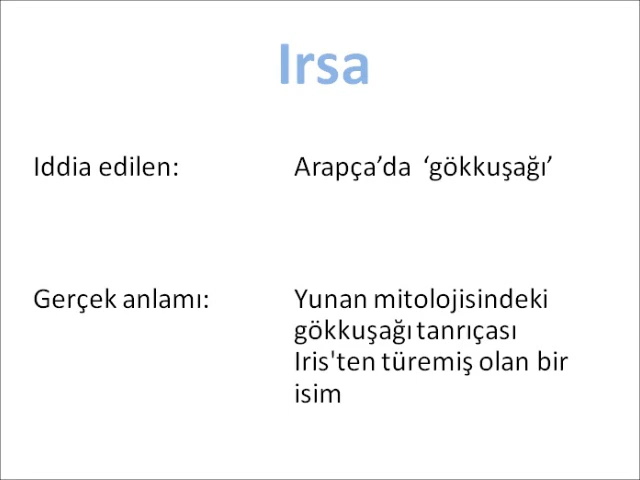 Irsa
Iddia edilen: Arapça’da ‘gökkuşağı’
Gerçek anlamı: Yunan mitolojisindeki
gökkuşağı tanrıçası
Iris'ten türemiş olan bir
isim